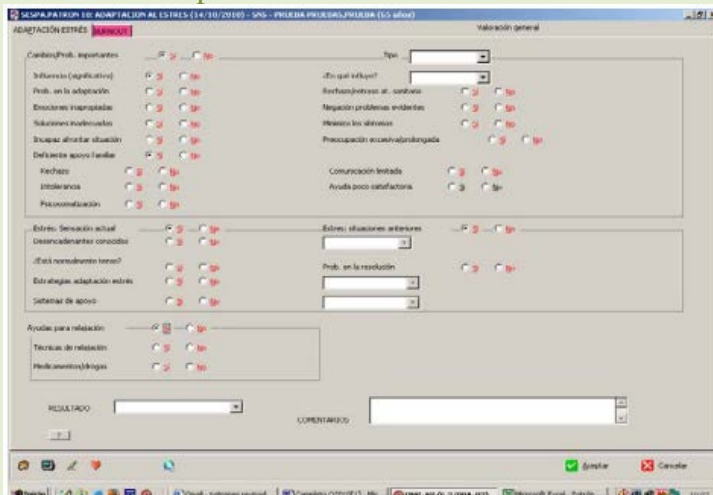 SESPA.PATRON 10: ADAPTACION AL ESTRES (14/10/2010) - SNS - PRUEBA PRUEBAS,PRUEBA (55 años)
ADAPTACIÓN ESTRÉS BURNOUT Valoración general
Cambios/Prob. importantes Sí No Tipo
Influencia (significativa) Sí No ¿En qué influye?
Prob. en la adaptación Sí No Rechazo/retraso at. sanitaria Sí No
Emociones inapropiadas Sí No Negación problemas evidentes Sí No
Soluciones inadecuadas Sí No Minimiza los síntomas Sí No
Incapaz afrontar situación Sí No Preocupación excesiva/prolongada Sí No
Deficiente apoyo familiar Sí No
Rechazo Sí No Comunicación limitada Sí No
Intolerancia Sí No Ayuda poco satisfactoria Sí No
Psicosomatización Sí No
Estrés: Sensación actual Sí No Estres: situaciones anteriores Sí No
Desencadenantes conocidos Sí No
¿Está normalmente tenso? Sí No Prob. en la resolución Sí No
Estrategias adaptación estrés Sí No
Sistemas de apoyo Sí No
Ayudas para relajación Sí No
Técnicas de relajación Sí No
Medicamentos/drogas Sí No
RESULTADO
COMENTARIOS
?
Aceptar Cancelar
Inicio